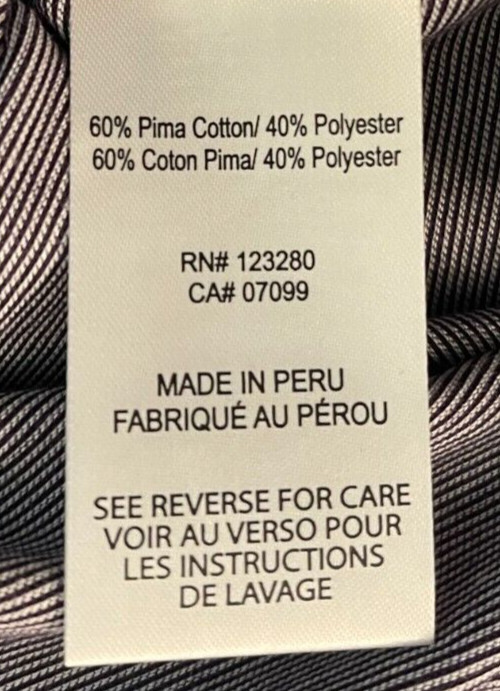 60% Pima Cotton/ 40% Polyester
60% Coton Pima/ 40% Polyester
RN# 123280
CA# 07099
MADE IN PERU
FABRIQUÉ AU PÉROU
SEE REVERSE FOR CARE
VOIR AU VERSO POUR
LES INSTRUCTIONS
DE LAVAGE